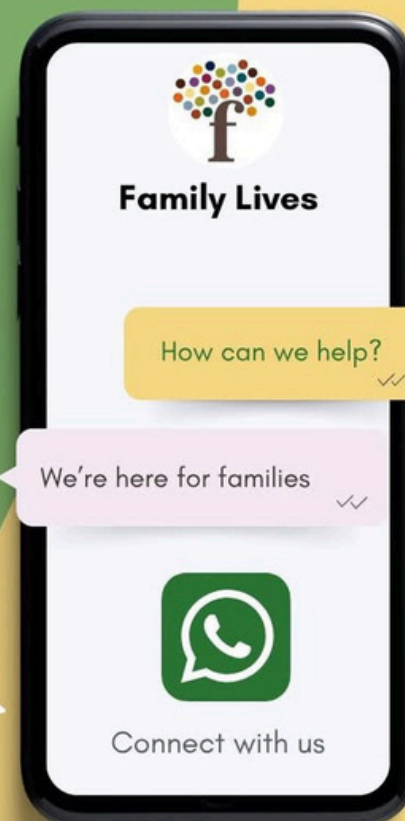 f
Family Lives
How can we help?
We're here for families
Connect with us